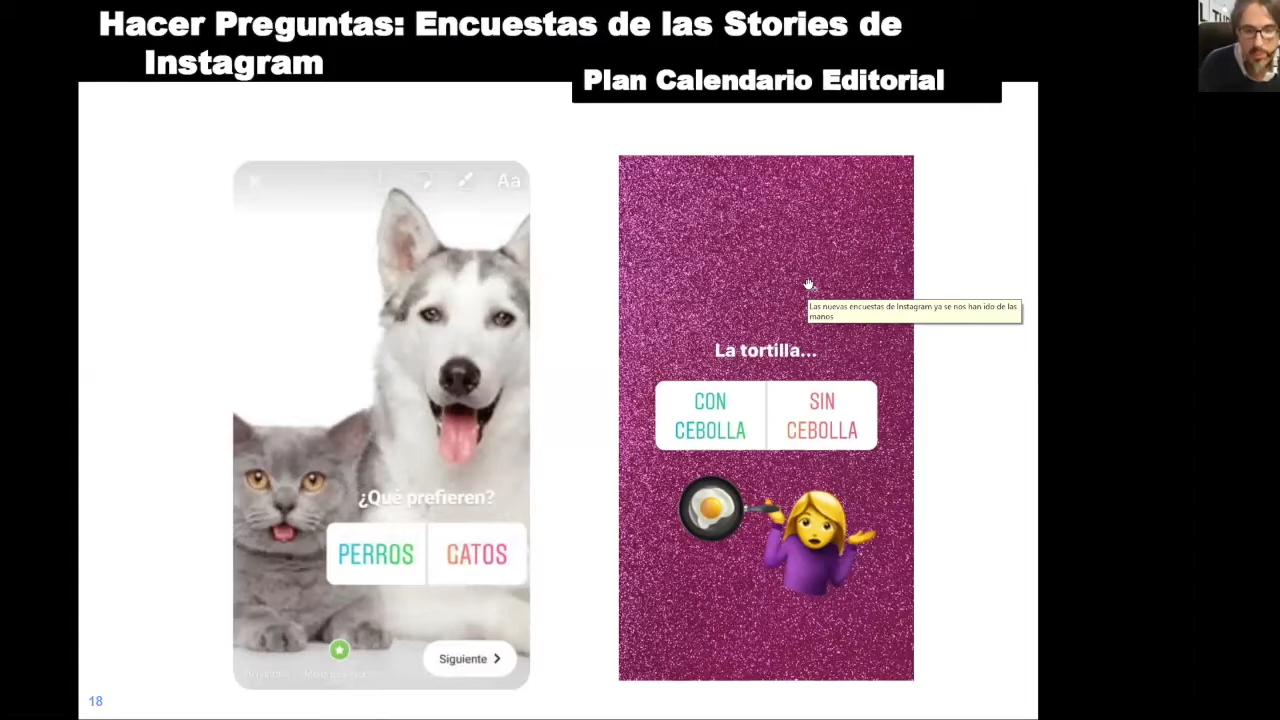 Hacer Preguntas: Encuestas de las Stories de
Instagram
Plan Calendario Editorial
Aa
Las nuevas encuestas de Instagram ya se nos han ido de las
manos
La tortilla...
CON
CEBOLLA
SIN
CEBOLLA
¿Qué prefieren?
PERROS
GATOS
Siguiente
18